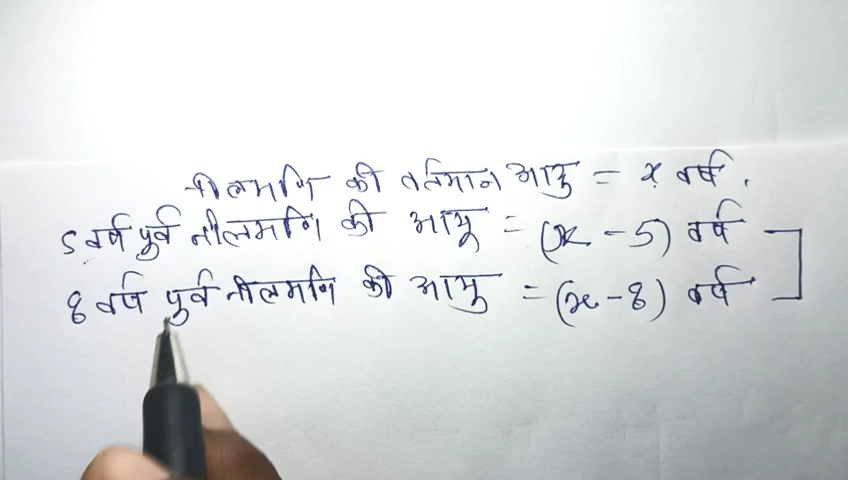 नीलमणि की वर्तमान आयु = x वर्ष.
5 वर्ष पूर्व नीलमणि की आयु = (x - 5) वर्ष
8 वर्ष पूर्व नीलमणि की आयु = (x - 8) वर्ष